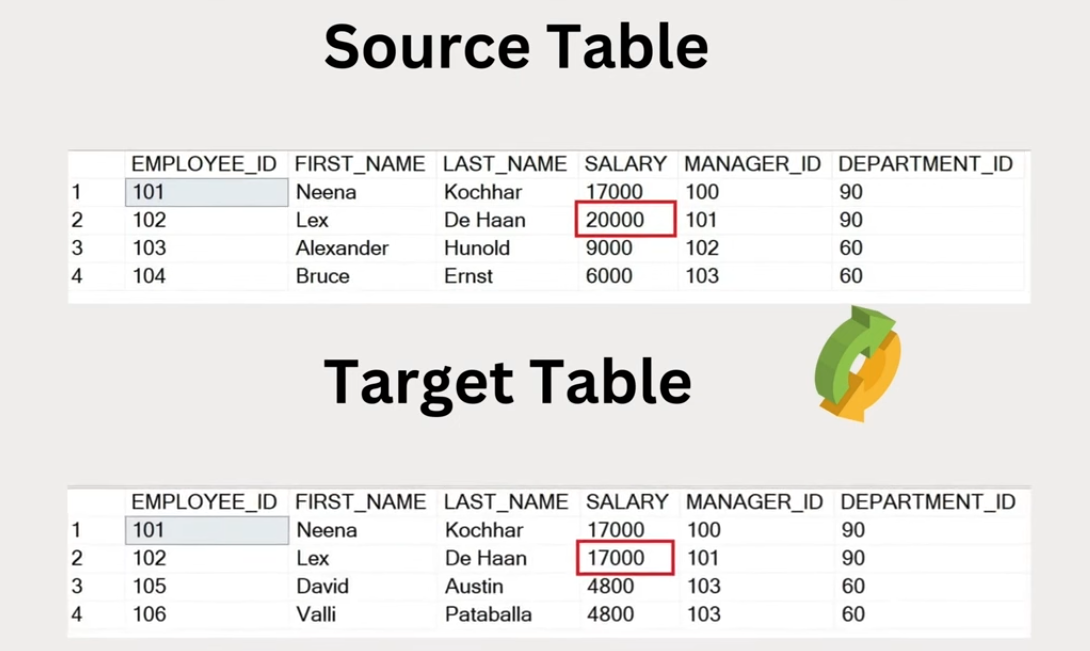 Source Table
EMPLOYEE_ID FIRST_NAME LAST_NAME SALARY MANAGER_ID DEPARTMENT_ID
1 101 Neena Kochhar 17000 100 90
2 102 Lex De Haan 20000 101 90
3 103 Alexander Hunold 9000 102 60
4 104 Bruce Ernst 6000 103 60
Target Table
EMPLOYEE_ID FIRST_NAME LAST_NAME SALARY MANAGER_ID DEPARTMENT_ID
1 101 Neena Kochhar 17000 100 90
2 102 Lex De Haan 17000 101 90
3 105 David Austin 4800 103 60
4 106 Valli Pataballa 4800 103 60